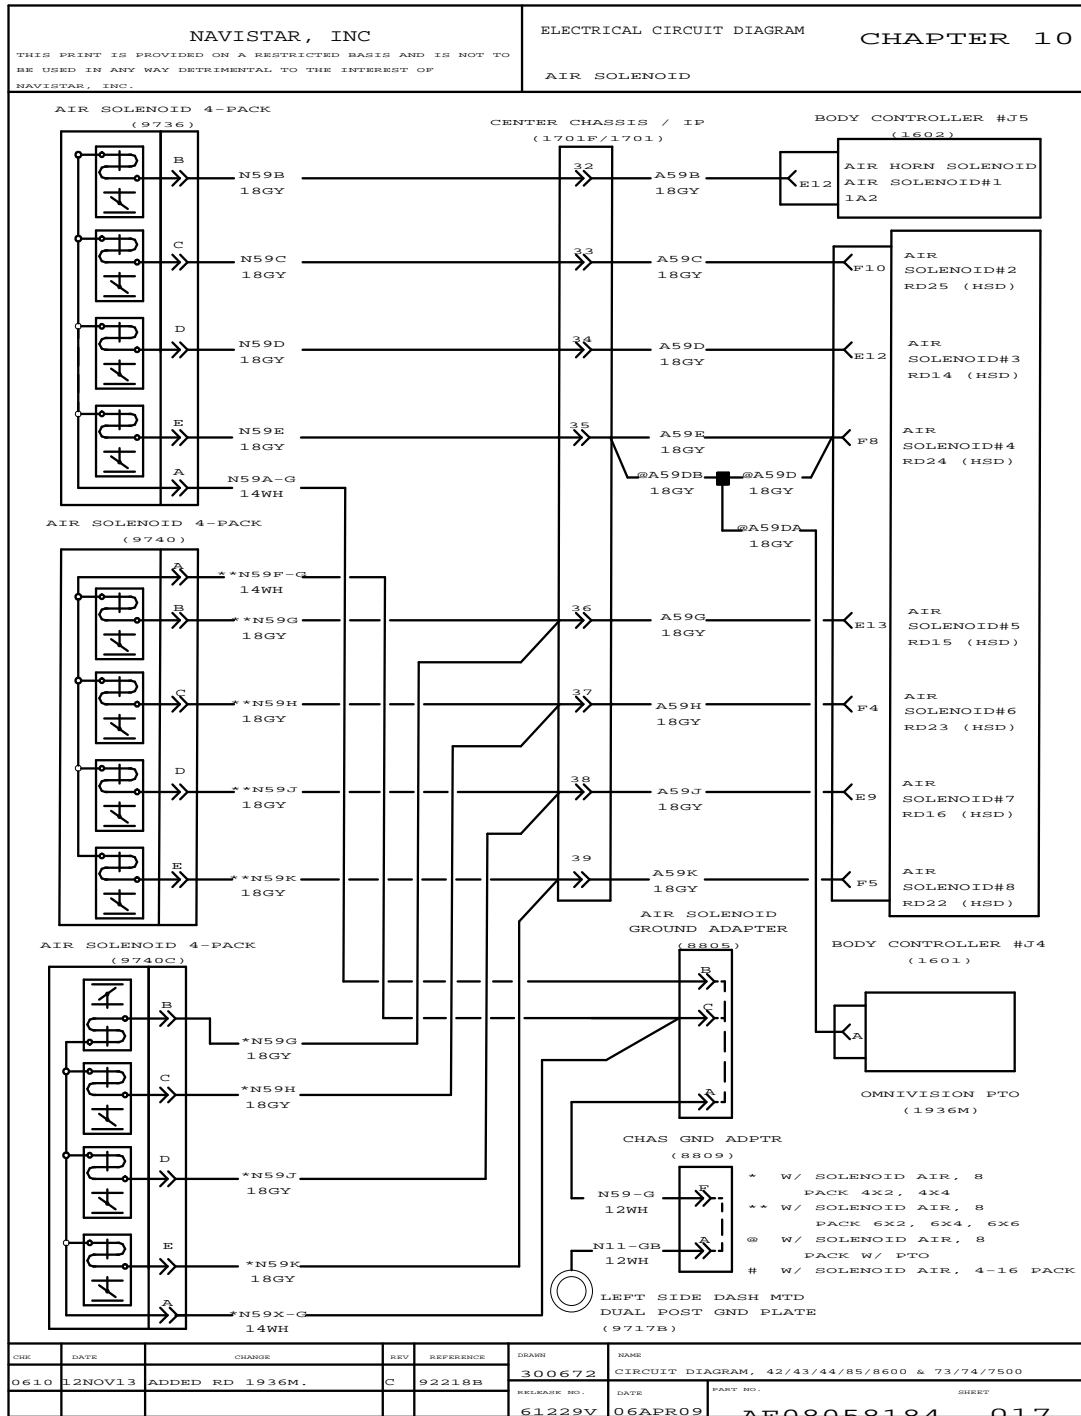 NAVISTAR, INC
THIS PRINT IS PROVIDED ON A RESTRICTED BASIS AND IS NOT TO
BE USED IN ANY WAY DETRIMENTAL TO THE INTEREST OF
NAVISTAR, INC.
ELECTRICAL CIRCUIT DIAGRAM
CHAPTER 10
AIR SOLENOID
AIR SOLENOID 4-PACK
(9736)
CENTER CHASSIS / IP
(1701F/1701)
BODY CONTROLLER #J5
(1602)
B
N59B
18GY
32
A59B
18GY
E12
AIR HORN SOLENOID
AIR SOLENOID#1
1A2
C
N59C
18GY
33
A59C
18GY
F10
AIR
SOLENOID#2
RD25 (HSD)
D
N59D
18GY
34
A59D
18GY
E12
AIR
SOLENOID#3
RD14 (HSD)
E
N59E
18GY
35
A59E
18GY
F8
AIR
SOLENOID#4
RD24 (HSD)
A
N59A-G
14WH
@A59DB
18GY
@A59D
18GY
@A59DA
18GY
AIR SOLENOID 4-PACK
(9740)
A
**N59F-G
14WH
B
**N59G
18GY
36
A59G
18GY
E13
AIR
SOLENOID#5
RD15 (HSD)
C
**N59H
18GY
37
A59H
18GY
F4
AIR
SOLENOID#6
RD23 (HSD)
D
**N59J
18GY
38
A59J
18GY
E9
AIR
SOLENOID#7
RD16 (HSD)
E
**N59K
18GY
39
A59K
18GY
F5
AIR
SOLENOID#8
RD22 (HSD)
AIR SOLENOID 4-PACK
(9740C)
AIR SOLENOID
GROUND ADAPTER
(8805)
BODY CONTROLLER #J4
(1601)
B
C
A
B
*N59G
18GY
A
C
*N59H
18GY
OMNIVISION PTO
(1936M)
D
*N59J
18GY
CHAS GND ADPTR
(8809)
N59-G
12WH
F
N11-GB
12WH
A
E
*N59K
18GY
A
*N59X-G
14WH
LEFT SIDE DASH MTD
DUAL POST GND PLATE
(9717B)
* W/ SOLENOID AIR, 8
PACK 4X2, 4X4
** W/ SOLENOID AIR, 8
PACK 6X2, 6X4, 6X6
@ W/ SOLENOID AIR, 8
PACK W/ PTO
# W/ SOLENOID AIR, 4-16 PACK
CHK DATE CHANGE REV REFERENCE
0610 12NOV13 ADDED RD 1936M. C 92218B
DRAWN
300672
NAME
CIRCUIT DIAGRAM, 42/43/44/85/8600 & 73/74/7500
RELEASE NO.
61229V
DATE
06APR09
PART NO.
AE08058184
SHEET
017